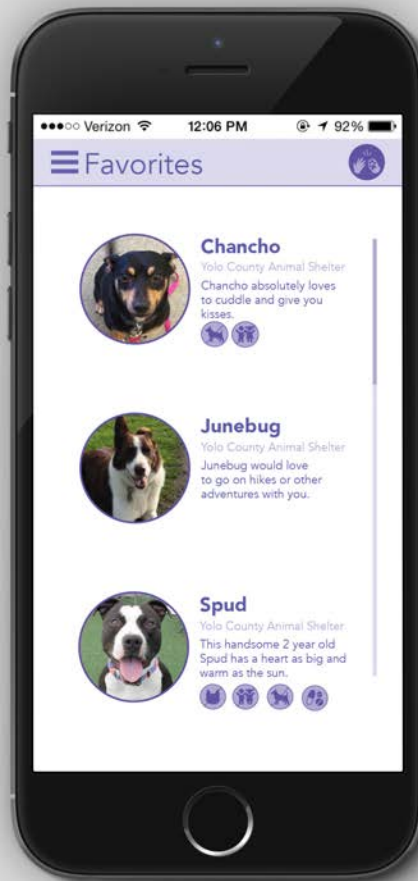 Verizon 12:06 PM 92%
Favorites
Chancho
Yolo County Animal Shelter
Chancho absolutely loves
to cuddle and give you
kisses.
Junebug
Yolo County Animal Shelter
Junebug would love
to go on hikes or other
adventures with you.
Spud
Yolo County Animal Shelter
This handsome 2 year old
Spud has a heart as big and
warm as the sun.